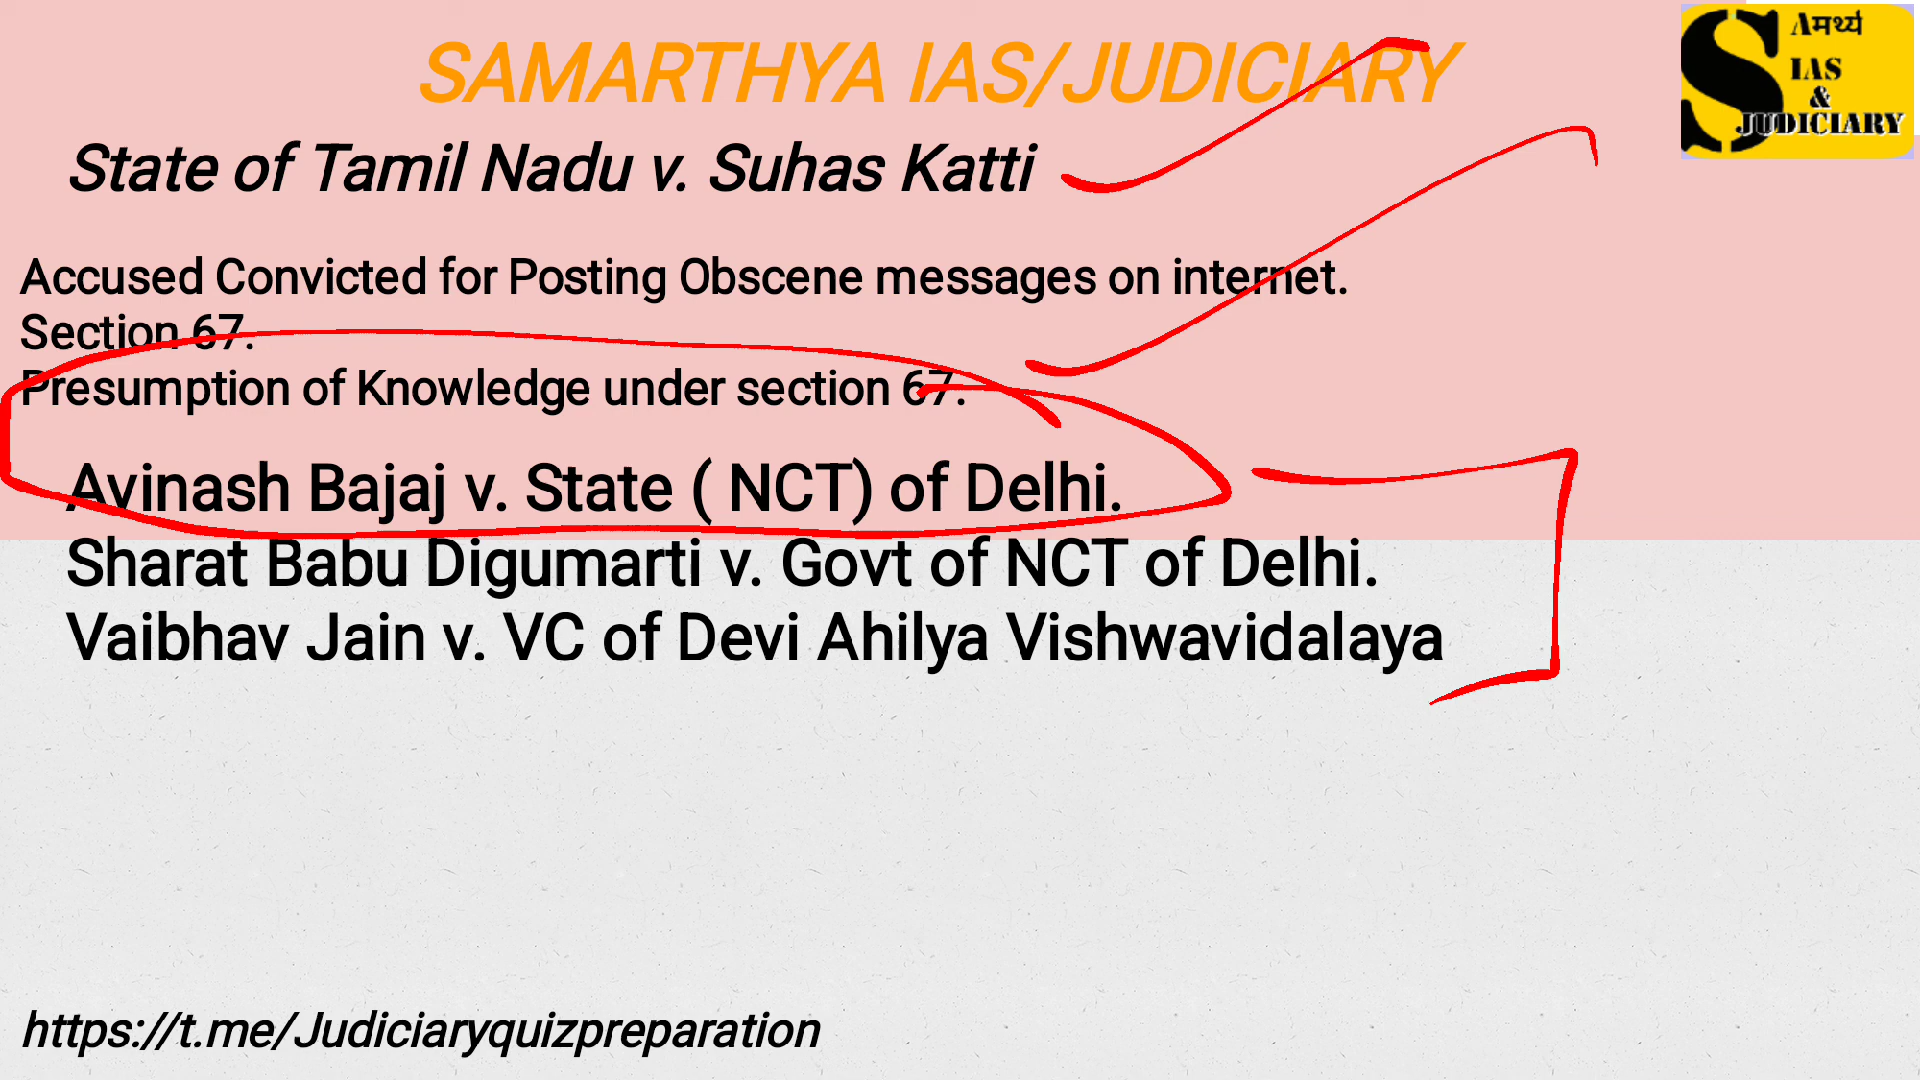 SAMARTHYA IAS/JUDICIARY
Aमर्थ्य
IAS
&
JUDICIARY
State of Tamil Nadu v. Suhas Katti
Accused Convicted for Posting Obscene messages on internet.
Section 67.
Presumption of Knowledge under section 67.
Avinash Bajaj v. State ( NCT) of Delhi.
Sharat Babu Digumarti v. Govt of NCT of Delhi.
Vaibhav Jain v. VC of Devi Ahilya Vishwavidalaya
https://t.me/Judiciaryquizpreparation